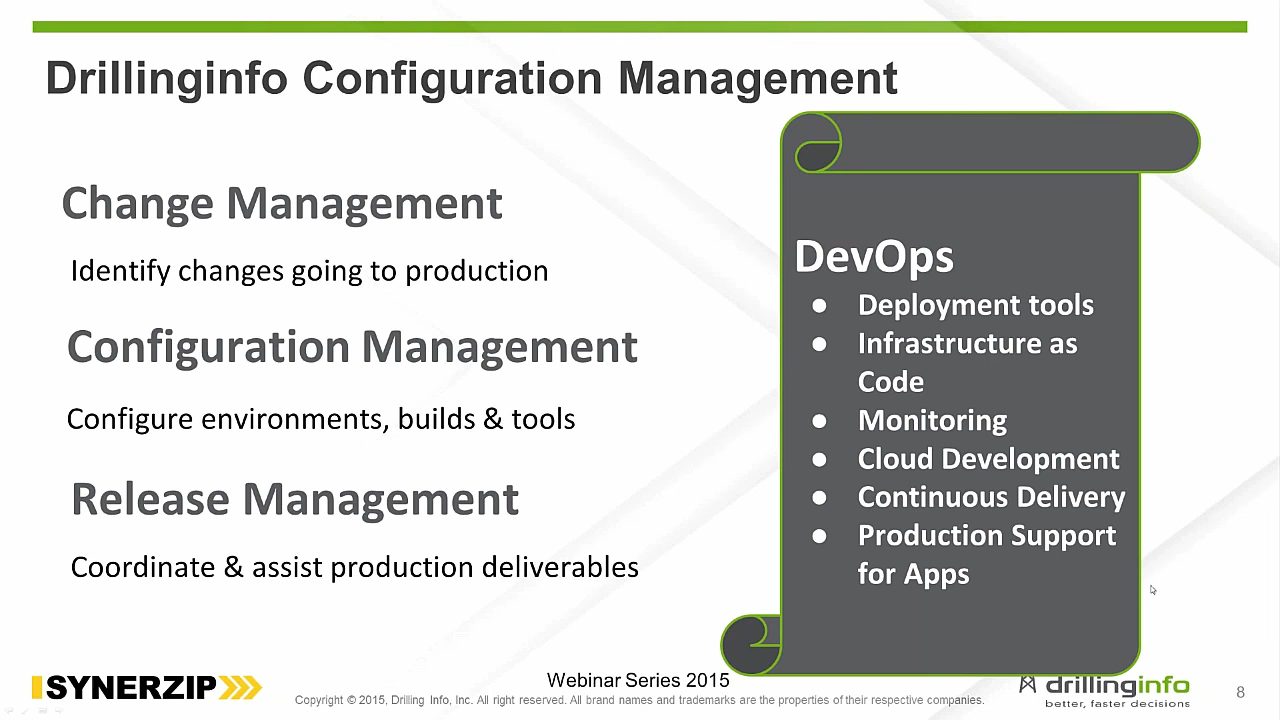 Drillinginfo Configuration Management
Change Management
Identify changes going to production
Configuration Management
Configure environments, builds & tools
Release Management
Coordinate & assist production deliverables
DevOps
● Deployment tools
● Infrastructure as
Code
● Monitoring
● Cloud Development
● Continuous Delivery
● Production Support
for Apps
SYNERZIP
Webinar Series 2015
Copyright © 2015, Drilling Info, Inc. All right reserved. All brand names and trademarks are the properties of their respective companies.
drillinginfo
better, faster decisions
8